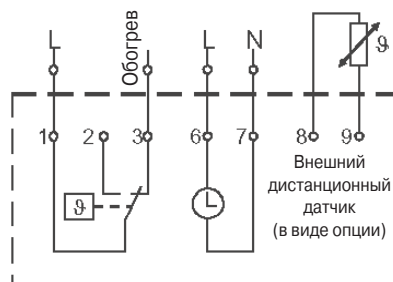 L
Обогрев
L
N
ϑ
1
2
3
6
7
8
9
ϑ
Внешний
дистанционный
датчик
(в виде опции)